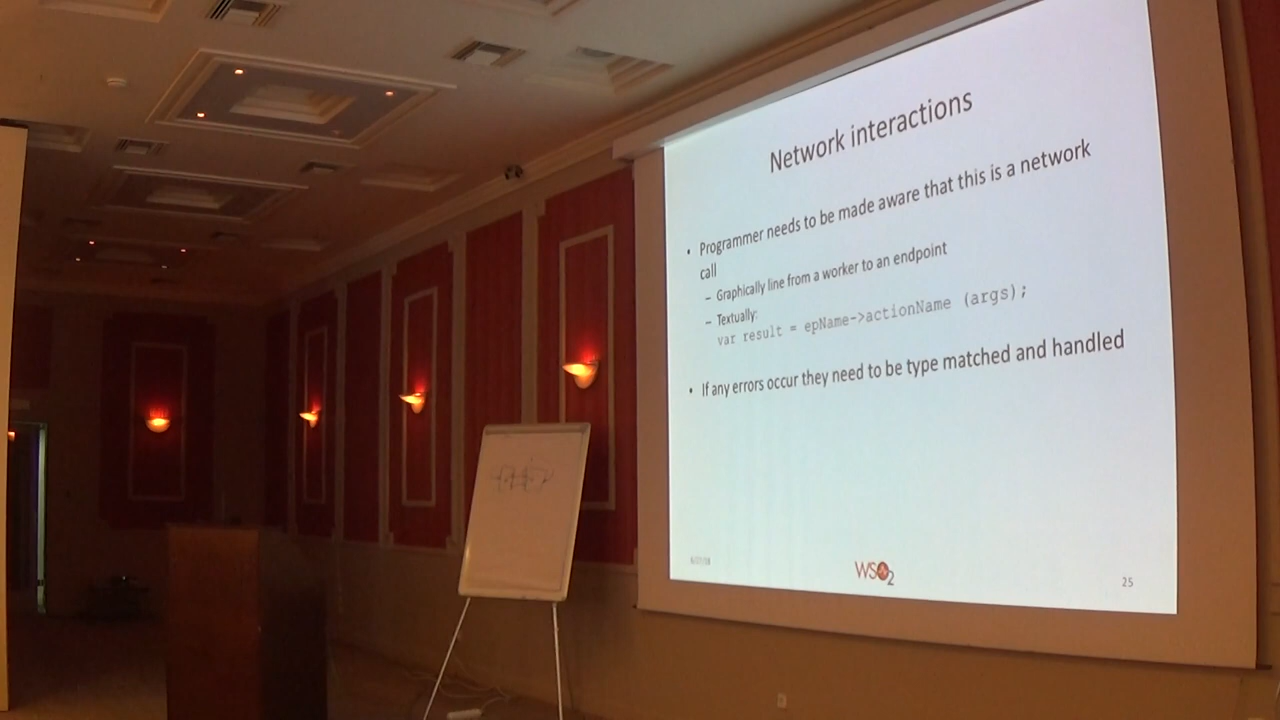 Network interactions
• Programmer needs to be made aware that this is a network
call
– Graphically line from a worker to an endpoint
– Textually:
var result = epName->actionName (args);
• If any errors occur they need to be type matched and handled
WSO2
25